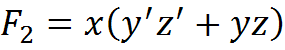 F₂ = x(y′z′ + yz)